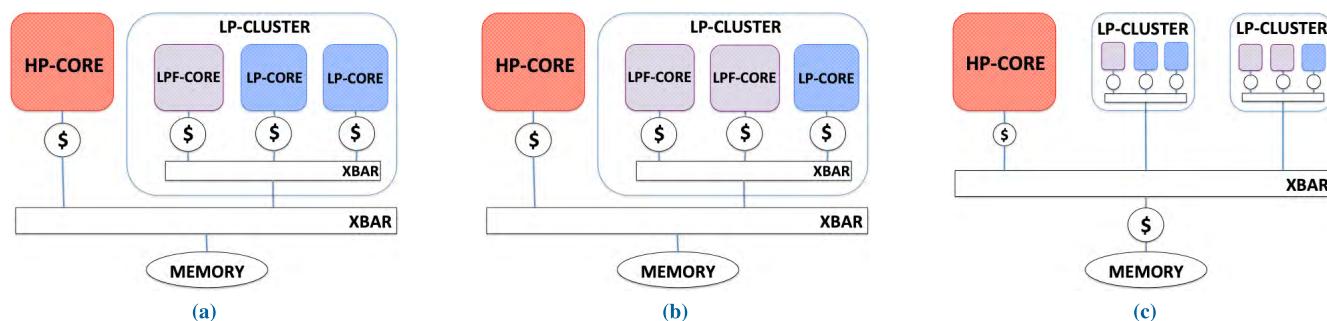 HP-CORE
LP-CLUSTER
LPF-CORE LP-CORE LP-CORE
$ $ $ $
XBAR
XBAR
MEMORY
(a)
HP-CORE
LP-CLUSTER
LPF-CORE LPF-CORE LP-CORE
$ $ $ $
XBAR
XBAR
MEMORY
(b)
HP-CORE
LP-CLUSTER
LP-CLUSTER
$
XBAR
$
MEMORY
(c)